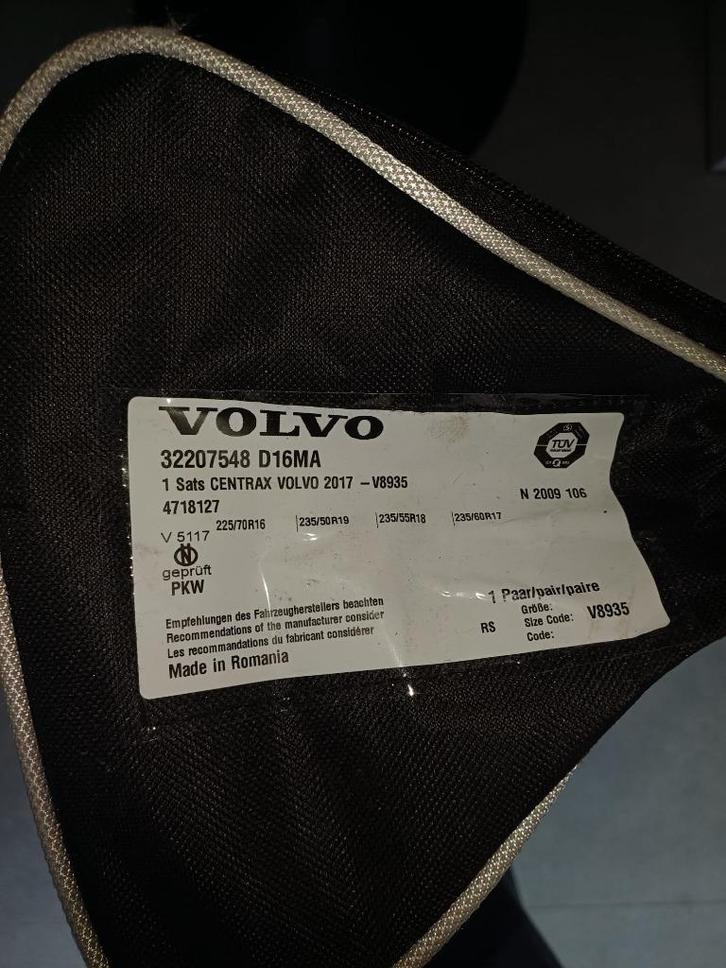 VOLVO
32207548 D16MA
1 Sats CENTRAX VOLVO 2017 - V8935
4718127
TÜV
N 2009 106
225/70R16 235/50R19 235/55R18 235/60R17
V 5117
N
geprüft
PKW
Empfehlungen des Fahrzeugherstellers beachten
Recommendations of the manufacturer consider
Les recommandations du fabricant considérer
Made in Romania
1 Paar/pair/paire
RS
Größe:
Size Code: V8935
Code: